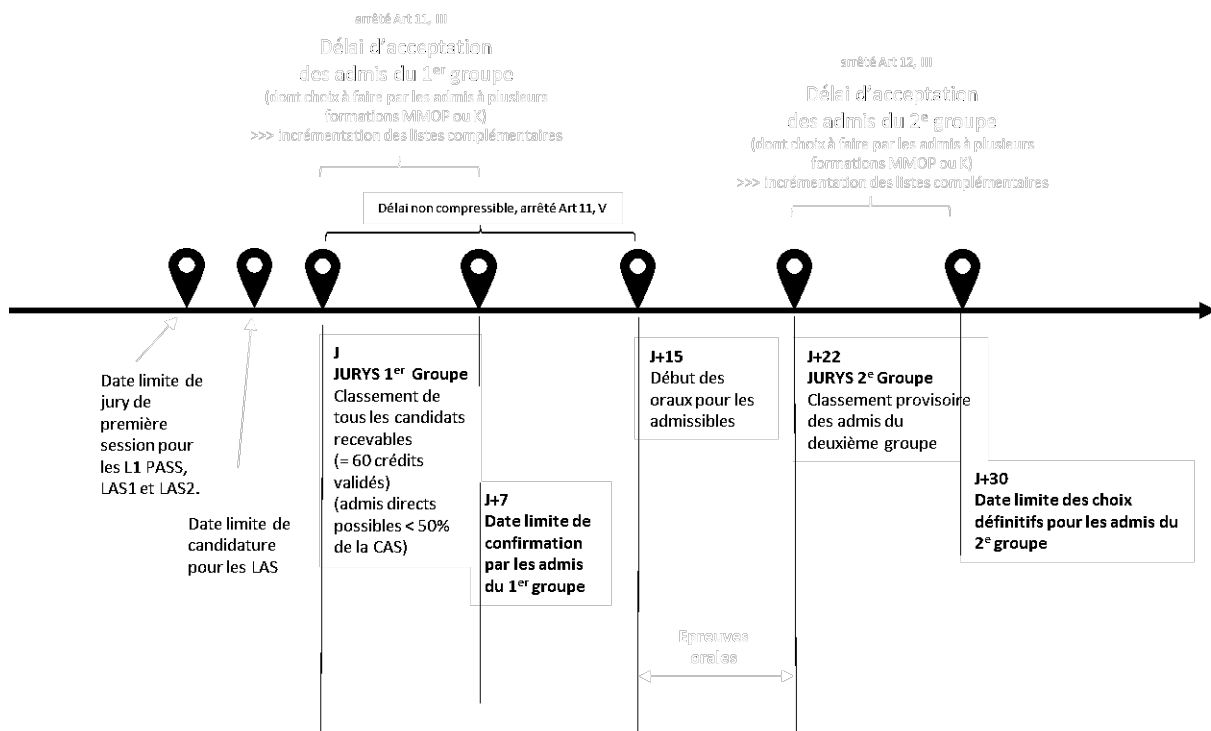 arrêté Art 11, III
Délai d'acceptation
des admis du 1er groupe
(dont choix à faire par les admis à plusieurs
formations MMOP ou K)
>>> incrémentation des listes complémentaires
arrêté Art 12, III
Délai d'acceptation
des admis du 2e groupe
(dont choix à faire par les admis à plusieurs
formations MMOP ou K)
>>> incrémentation des listes complémentaires
Délai non compressible, arrêté Art 11, V
Date limite de
jury de
première
session pour
les L1 PASS,
LAS1 et LAS2.
Date limite de
candidature
pour les LAS
J
JURYS 1er Groupe
Classement de
tous les candidats
recevables
(= 60 crédits
validés)
(admis directs
possibles < 50%
de la CAS)
J+7
Date limite de
confirmation
par les admis
du 1er groupe
J+15
Début des
oraux pour les
admissibles
Epreuves
orales
J+22
JURYS 2e Groupe
Classement provisoire
des admis du
deuxième groupe
J+30
Date limite des choix
définitifs pour les admis du
2e groupe